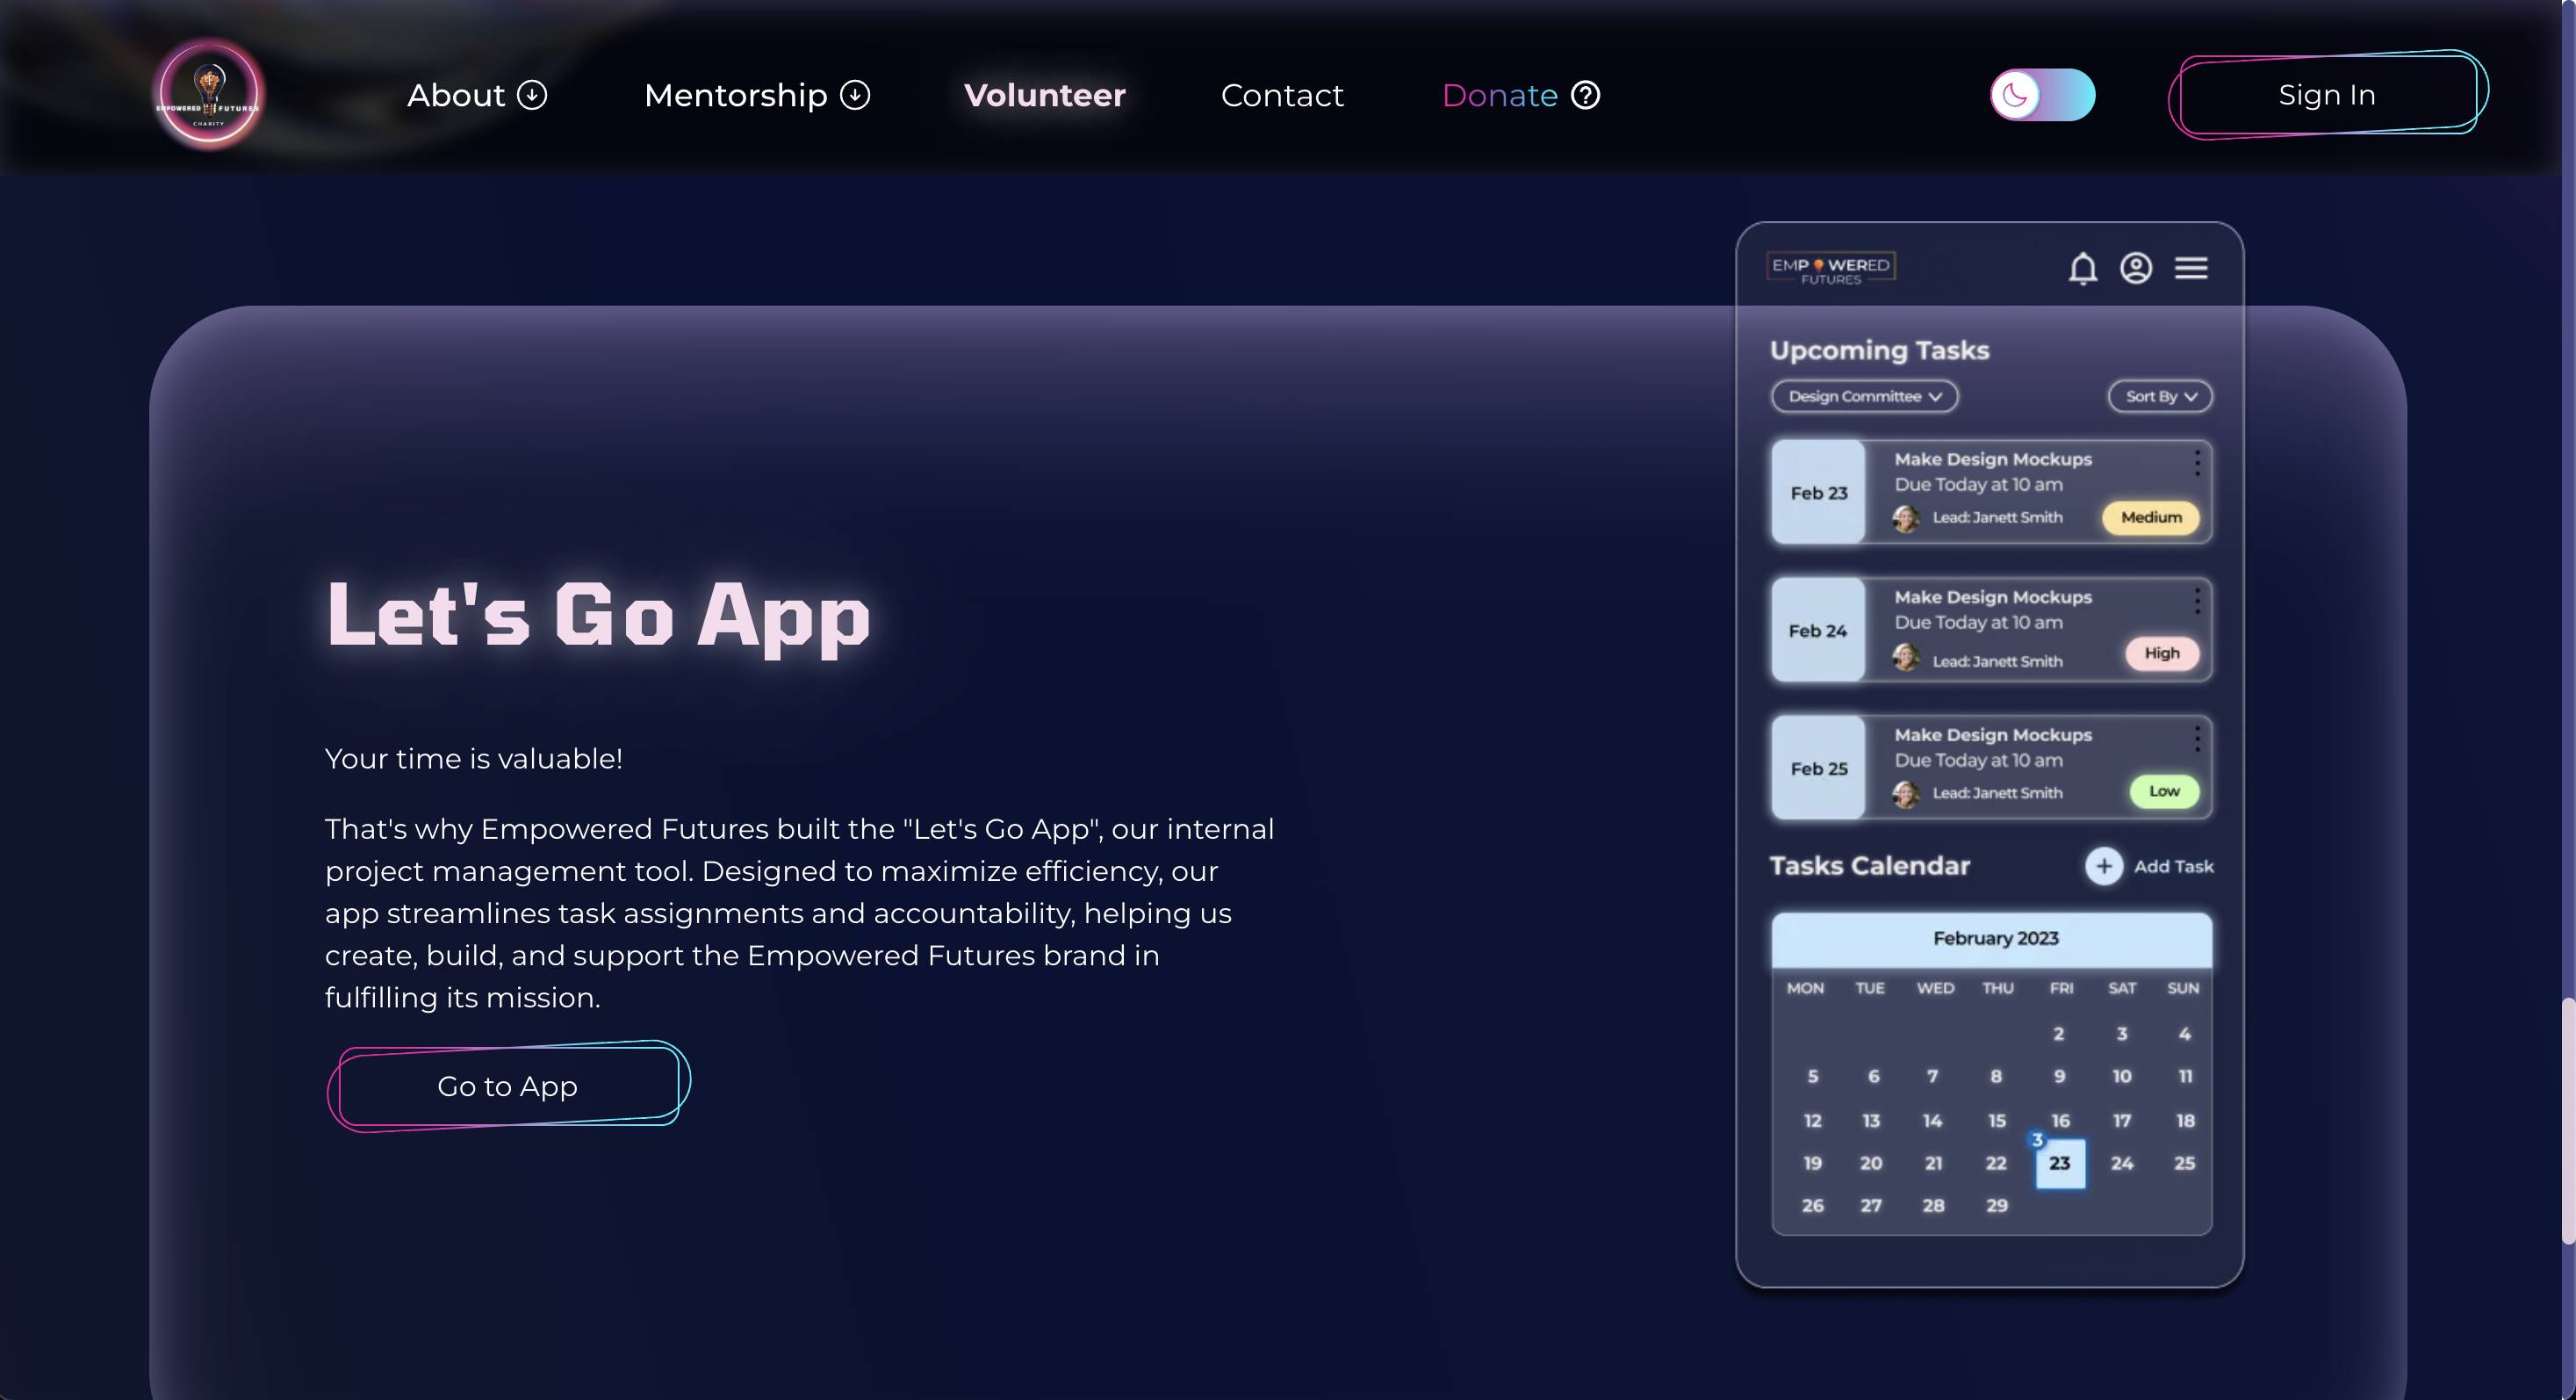 EMPOWERED FUTURES
CHARITY
About
Mentorship
Volunteer
Contact
Donate
Sign In
Let's Go App
Your time is valuable!
That's why Empowered Futures built the "Let's Go App", our internal
project management tool. Designed to maximize efficiency, our
app streamlines task assignments and accountability, helping us
create, build, and support the Empowered Futures brand in
fulfilling its mission.
Go to App
EMPOWERED
FUTURES
Upcoming Tasks
Design Committee
Sort By
Feb 23
Make Design Mockups
Due Today at 10 am
Lead: Janett Smith
Medium
Feb 24
Make Design Mockups
Due Today at 10 am
Lead: Janett Smith
High
Feb 25
Make Design Mockups
Due Today at 10 am
Lead: Janett Smith
Low
Tasks Calendar
Add Task
February 2023
MON TUE WED THU FRI SAT SUN
2 3 4
5 6 7 8 9 10 11
12 13 14 15 16 17 18
3
19 20 21 22 23 24 25
26 27 28 29